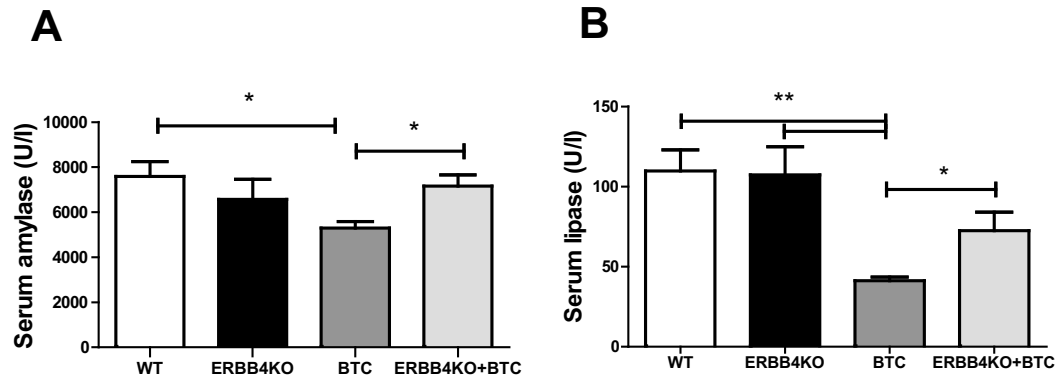 A
Serum amylase (U/l)
10000
8000
6000
4000
2000
0
*
*
WT ERBB4KO BTC ERBB4KO+BTC
B
Serum lipase (U/l)
150
100
50
0
**
*
WT ERBB4KO BTC ERBB4KO+BTC